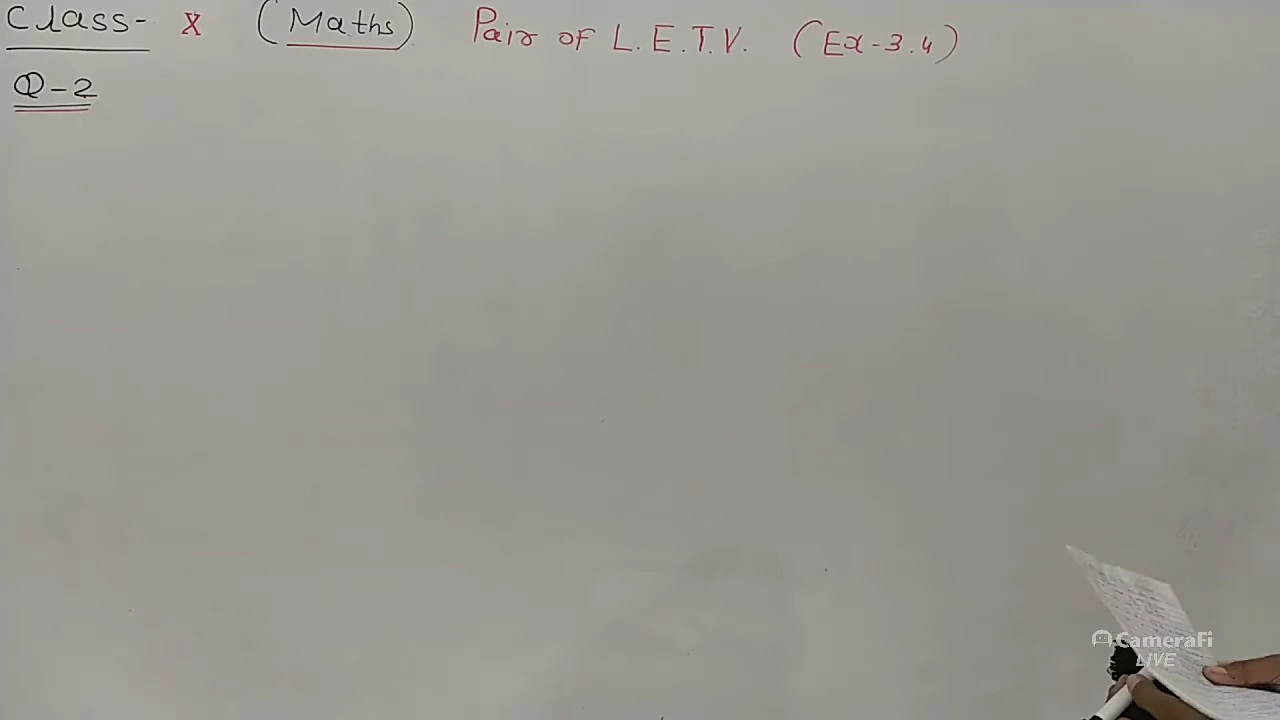 Class- X (Maths) Pair of L.E.T.V. (Ex-3.4)
Q-2
CameraFi
LIVE